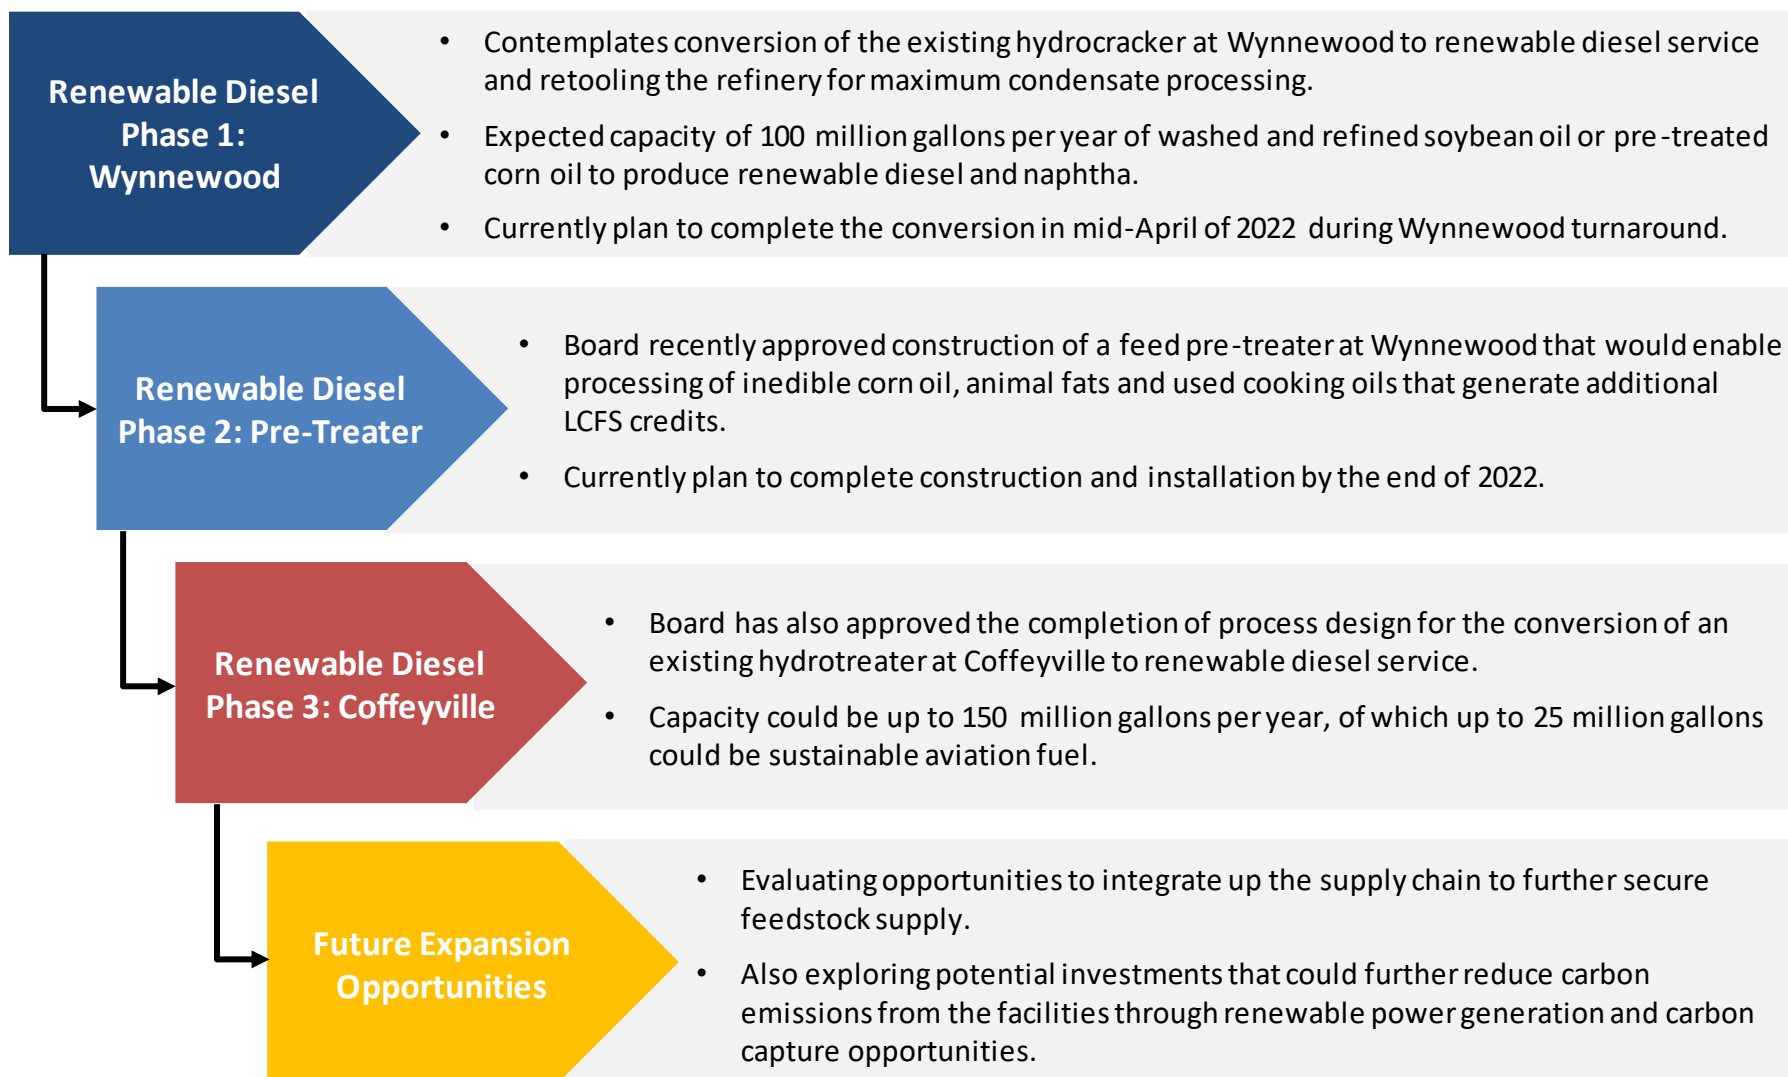 Renewable Diesel
Phase 1:
Wynnewood
• Contemplates conversion of the existing hydrocracker at Wynnewood to renewable diesel service
and retooling the refinery for maximum condensate processing.
• Expected capacity of 100 million gallons per year of washed and refined soybean oil or pre-treated
corn oil to produce renewable diesel and naphtha.
• Currently plan to complete the conversion in mid-April of 2022 during Wynnewood turnaround.
Renewable Diesel
Phase 2: Pre-Treater
• Board recently approved construction of a feed pre-treater at Wynnewood that would enable
processing of inedible corn oil, animal fats and used cooking oils that generate additional
LCFS credits.
• Currently plan to complete construction and installation by the end of 2022.
Renewable Diesel
Phase 3: Coffeyville
• Board has also approved the completion of process design for the conversion of an
existing hydrotreater at Coffeyville to renewable diesel service.
• Capacity could be up to 150 million gallons per year, of which up to 25 million gallons
could be sustainable aviation fuel.
Future Expansion
Opportunities
• Evaluating opportunities to integrate up the supply chain to further secure
feedstock supply.
• Also exploring potential investments that could further reduce carbon
emissions from the facilities through renewable power generation and carbon
capture opportunities.